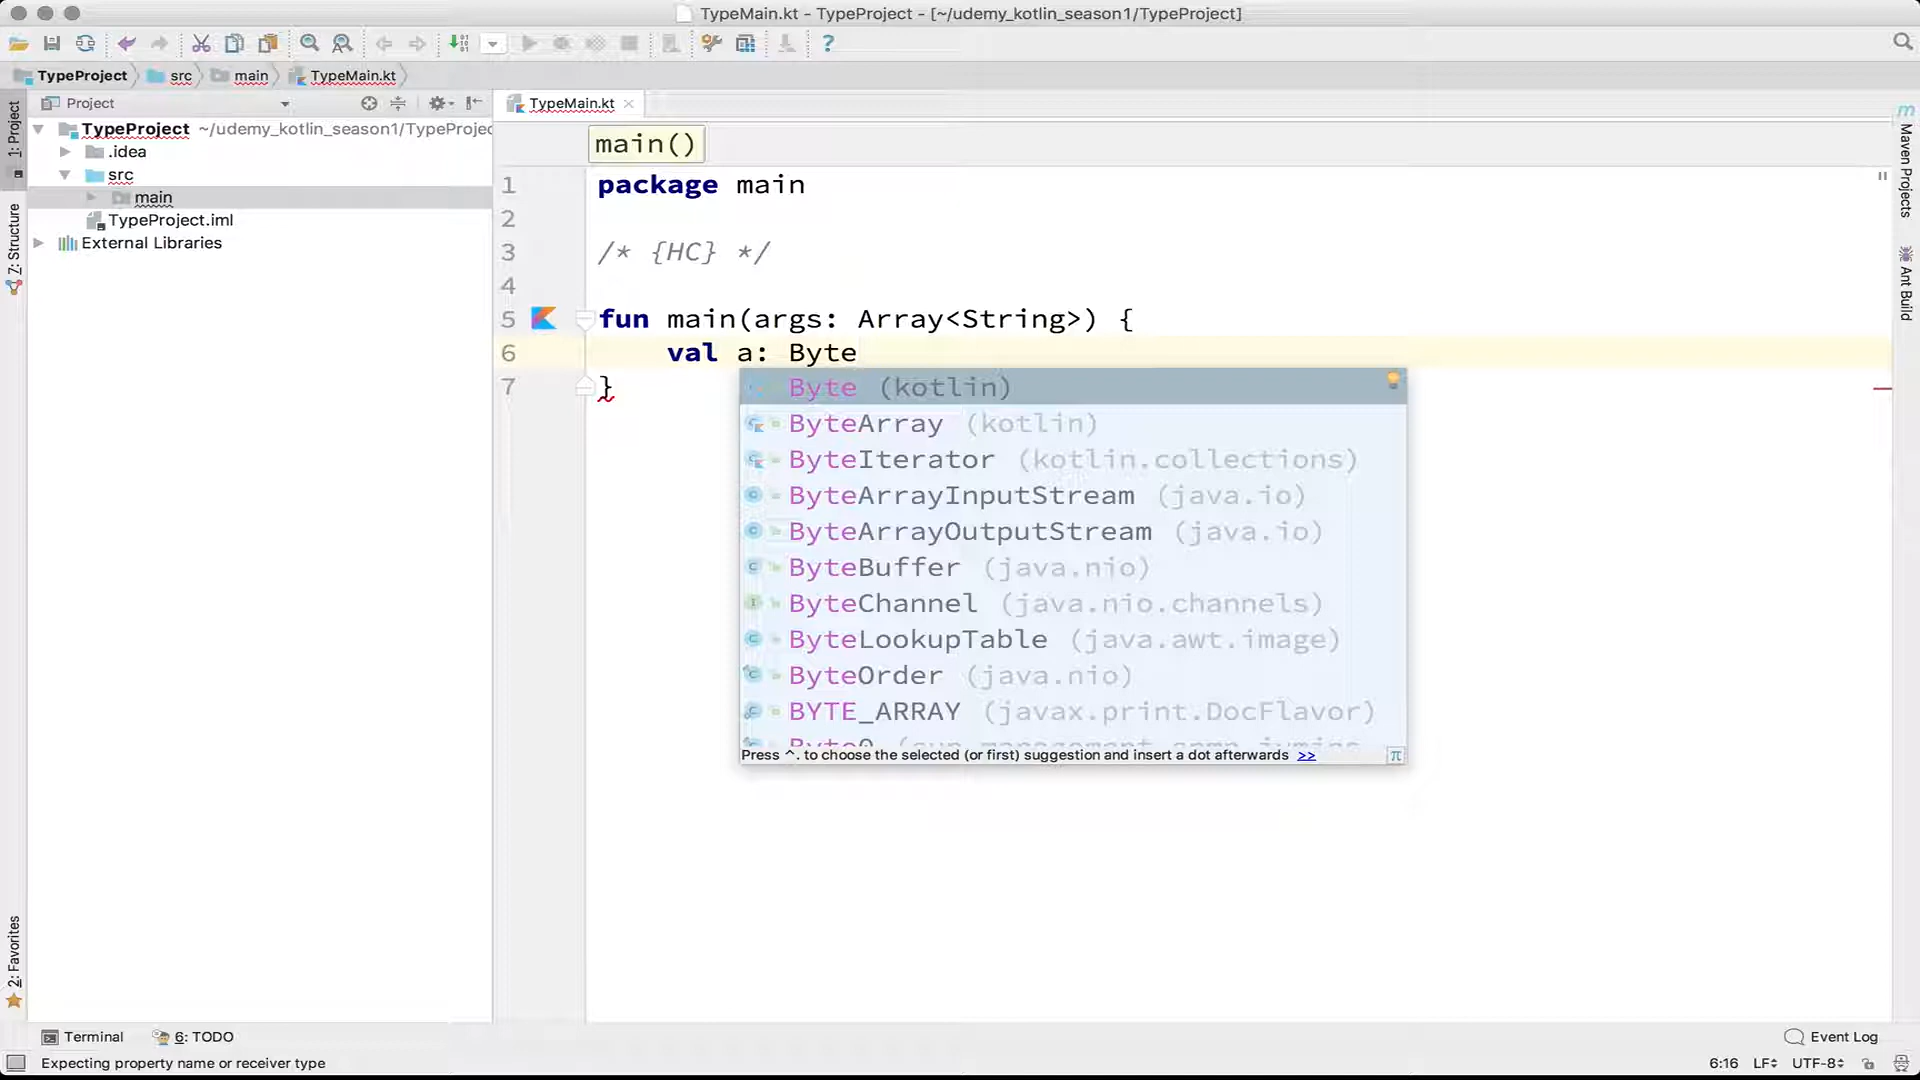 TypeMain.kt - TypeProject - [~/udemy_kotlin_season1/TypeProject]
TypeProject src main TypeMain.kt
1: Project
Z: Structure
2: Favorites
Project
TypeProject ~/udemy_kotlin_season1/TypeProjec
.idea
src
main
TypeProject.iml
External Libraries
TypeMain.kt
main()
1 package main
2
3 /* {HC} */
4
5 fun main(args: Array<String>) {
6 val a: Byte
7 }
Byte (kotlin)
ByteArray (kotlin)
ByteIterator (kotlin.collections)
ByteArrayInputStream (java.io)
ByteArrayOutputStream (java.io)
ByteBuffer (java.nio)
ByteChannel (java.nio.channels)
ByteLookupTable (java.awt.image)
ByteOrder (java.nio)
BYTE_ARRAY (javax.print.DocFlavor)
Press ^. to choose the selected (or first) suggestion and insert a dot afterwards >>
π
m Maven Projects
Ant Build
Terminal 6: TODO
Event Log
Expecting property name or receiver type
6:16 LF UTF-8